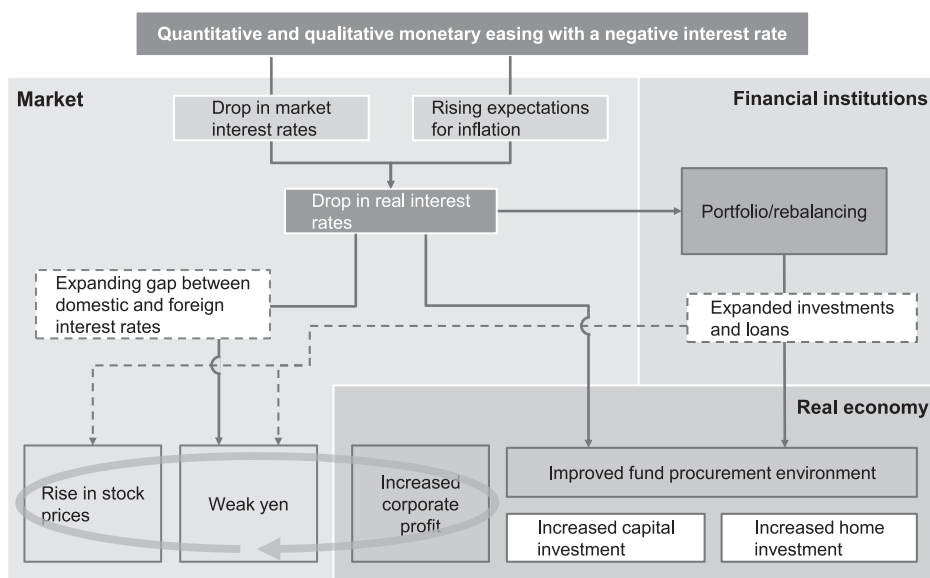 Quantitative and qualitative monetary easing with a negative interest rate
Market
Financial institutions
Drop in market
interest rates
Rising expectations
for inflation
Drop in real interest
rates
Portfolio/rebalancing
Expanding gap between
domestic and foreign
interest rates
Expanded investments
and loans
Real economy
Rise in stock
prices
Weak yen
Increased
corporate
profit
Improved fund procurement environment
Increased capital
investment
Increased home
investment